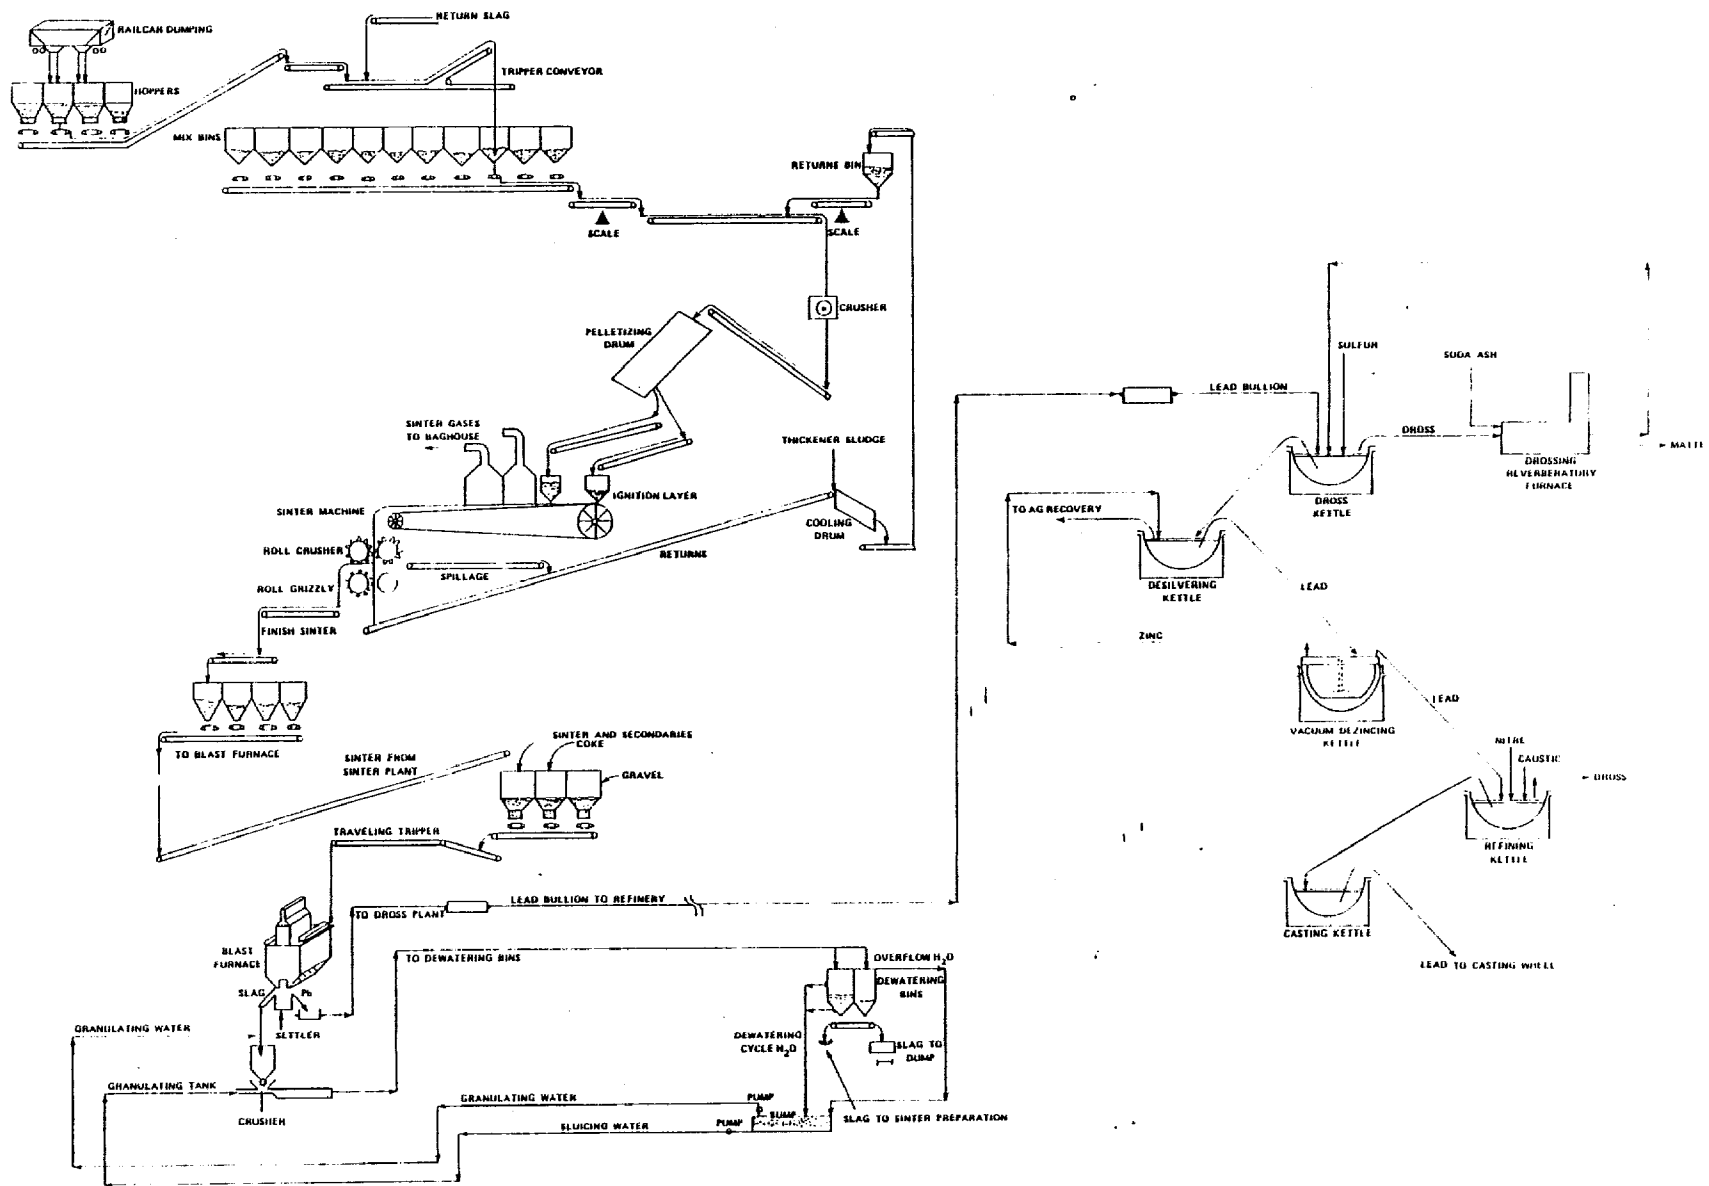 RETURN SLAG
RAILCAR DUMPING
TRIPPER CONVEYOR
HOPPERS
MIX BINS
RETURNS BIN
SCALE
SCALE
CRUSHER
PELLETIZING
DRUM
SULFUR
SODA ASH
LEAD BULLION
SINTER GASES
TO BAGHOUSE
THICKENER SLUDGE
DROSS
MATTE
DROSSING
REVERBERATORY
FURNACE
IGNITION LAYER
DROSS
KETTLE
SINTER MACHINE
TO AG RECOVERY
COOLING
DRUM
ROLL CRUSHER
RETURNS
SPILLAGE
ROLL GRIZZLY
DESILVERING
KETTLE
LEAD
FINISH SINTER
ZINC
LEAD
VACUUM DEZINCING
KETTLE
SINTER AND SECONDARIES
COKE
TO BLAST FURNACE
SINTER FROM
SINTER PLANT
GRAVEL
NITRE
CAUSTIC
DROSS
TRAVELING TRIPPER
REFINING
KETTLE
LEAD BULLION TO REFINERY
TO DROSS PLANT
CASTING KETTLE
BLAST
FURNACE
TO DEWATERING BINS
OVERFLOW H2O
LEAD TO CASTING WHEEL
DEWATERING
BINS
SLAG
Pb
GRANULATING WATER
SETTLER
DEWATERING
CYCLE H2O
SLAG TO
DUMP
GRANULATING TANK
GRANULATING WATER
PUMP
SUMP
CRUSHER
SLUICING WATER
PUMP
SLAG TO SINTER PREPARATION